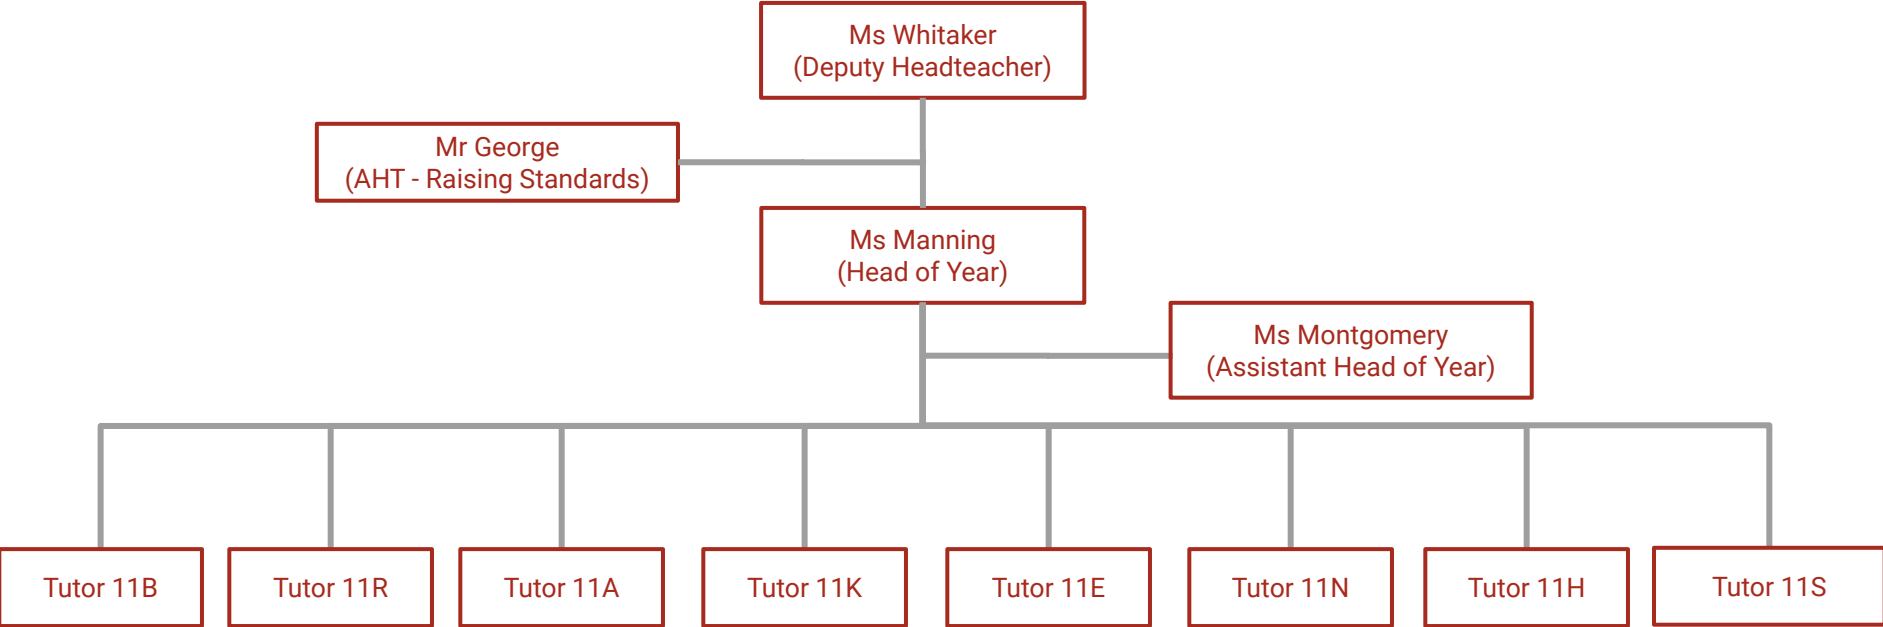 Ms Whitaker
(Deputy Headteacher)
Mr George
(AHT - Raising Standards)
Ms Manning
(Head of Year)
Ms Montgomery
(Assistant Head of Year)
Tutor 11B
Tutor 11R
Tutor 11A
Tutor 11K
Tutor 11E
Tutor 11N
Tutor 11H
Tutor 11S